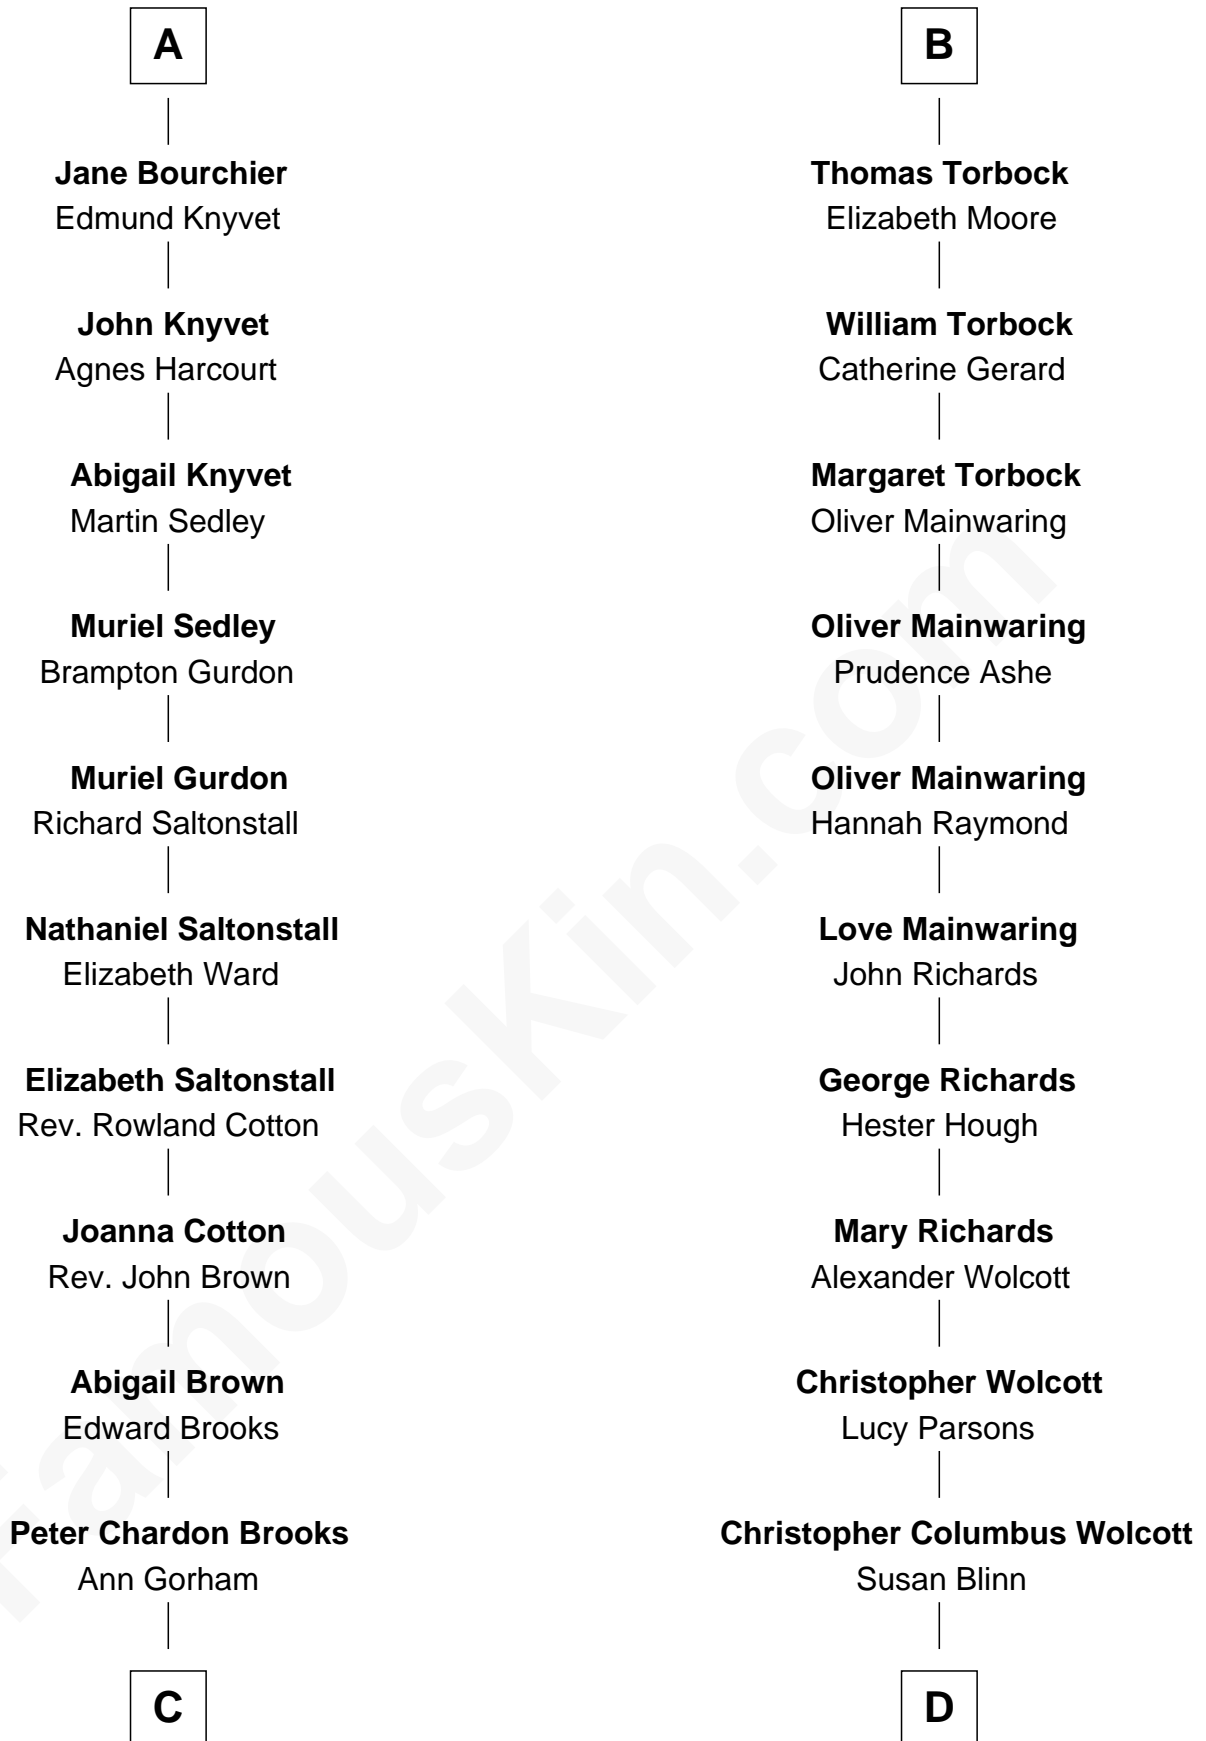 A
Jane Bourchier
Edmund Knyvet
John Knyvet
Agnes Harcourt
Abigail Knyvet
Martin Sedley
Muriel Sedley
Brampton Gurdon
Muriel Gurdon
Richard Saltonstall
Nathaniel Saltonstall
Elizabeth Ward
Elizabeth Saltonstall
Rev. Rowland Cotton
Joanna Cotton
Rev. John Brown
Abigail Brown
Edward Brooks
Peter Chardon Brooks
Ann Gorham
C
B
Thomas Torbock
Elizabeth Moore
William Torbock
Catherine Gerard
Margaret Torbock
Oliver Mainwaring
Oliver Mainwaring
Prudence Ashe
Oliver Mainwaring
Hannah Raymond
Love Mainwaring
John Richards
George Richards
Hester Hough
Mary Richards
Alexander Wolcott
Christopher Wolcott
Lucy Parsons
Christopher Columbus Wolcott
Susan Blinn
D
FamousKin.com